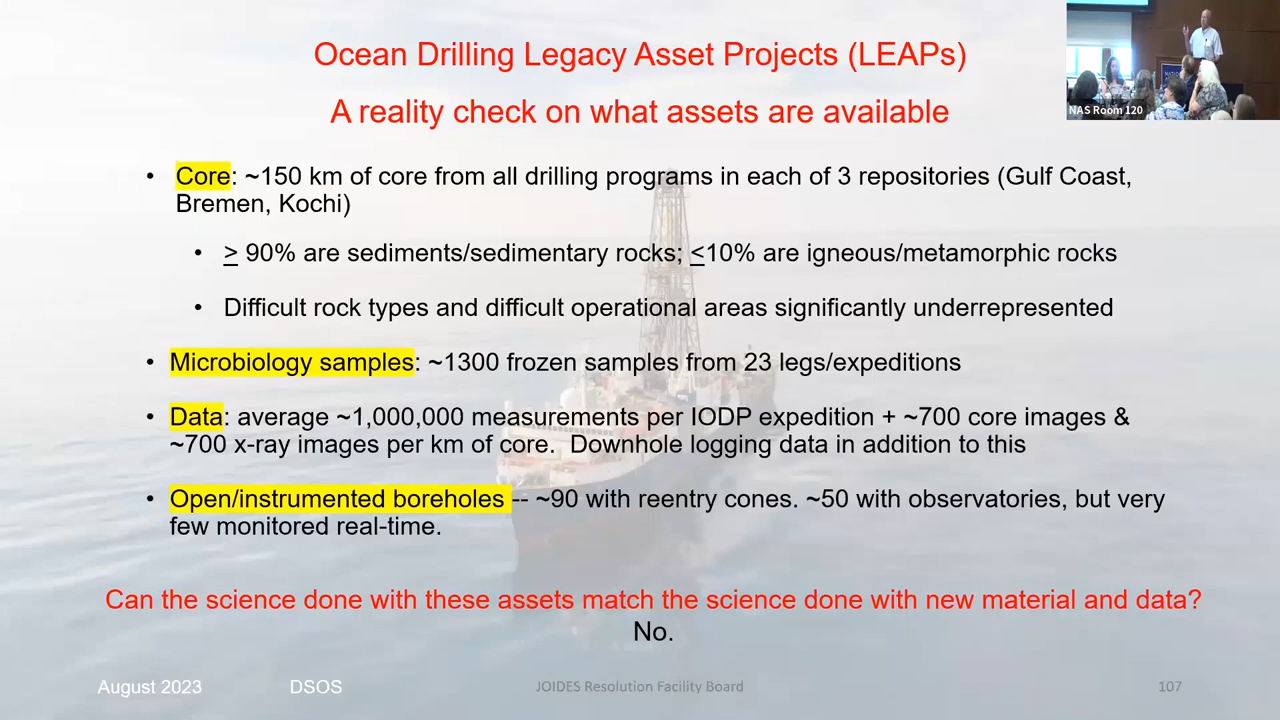 Ocean Drilling Legacy Asset Projects (LEAPs)
A reality check on what assets are available
NAS Room 120
• Core: ~150 km of core from all drilling programs in each of 3 repositories (Gulf Coast,
Bremen, Kochi)
• ≥ 90% are sediments/sedimentary rocks; ≤10% are igneous/metamorphic rocks
• Difficult rock types and difficult operational areas significantly underrepresented
• Microbiology samples: ~1300 frozen samples from 23 legs/expeditions
• Data: average ~1,000,000 measurements per IODP expedition + ~700 core images &
~700 x-ray images per km of core.  Downhole logging data in addition to this
• Open/instrumented boreholes -- ~90 with reentry cones. ~50 with observatories, but very
few monitored real-time.
Can the science done with these assets match the science done with new material and data?
No.
August 2023 DSOS JOIDES Resolution Facility Board 107